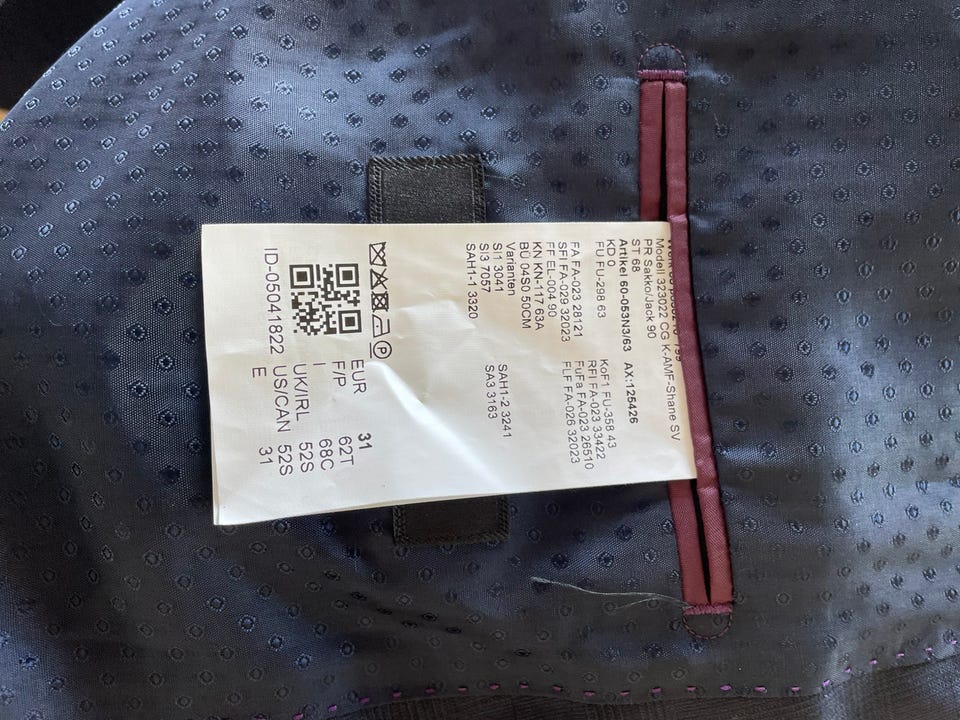 Modell 323022 CG K-AMF-Shane SV
PR Sakko/Jack 90
ST 68
Artikel 60-053N3/63 AX:125426
KD 0
FU FU-298 63 KoF1 FU-358 43
RFI FA-023 33422
FA FA-023 28121 FuFa FA-023 26510
SFI FA-029 32023 FLF FA-026 32023
FF EL-004 90
KN KN-117 63A
BÜ 04S0 50CM
Varianten
SI1 3041 SAH1-2 3241
SI3 7057 SA3 3163
SAH1-1 3320
P
EUR 31
F/P 62T
I 68C
UK/IRL 52S
US/CAN 52S
E 31
ID-05041822